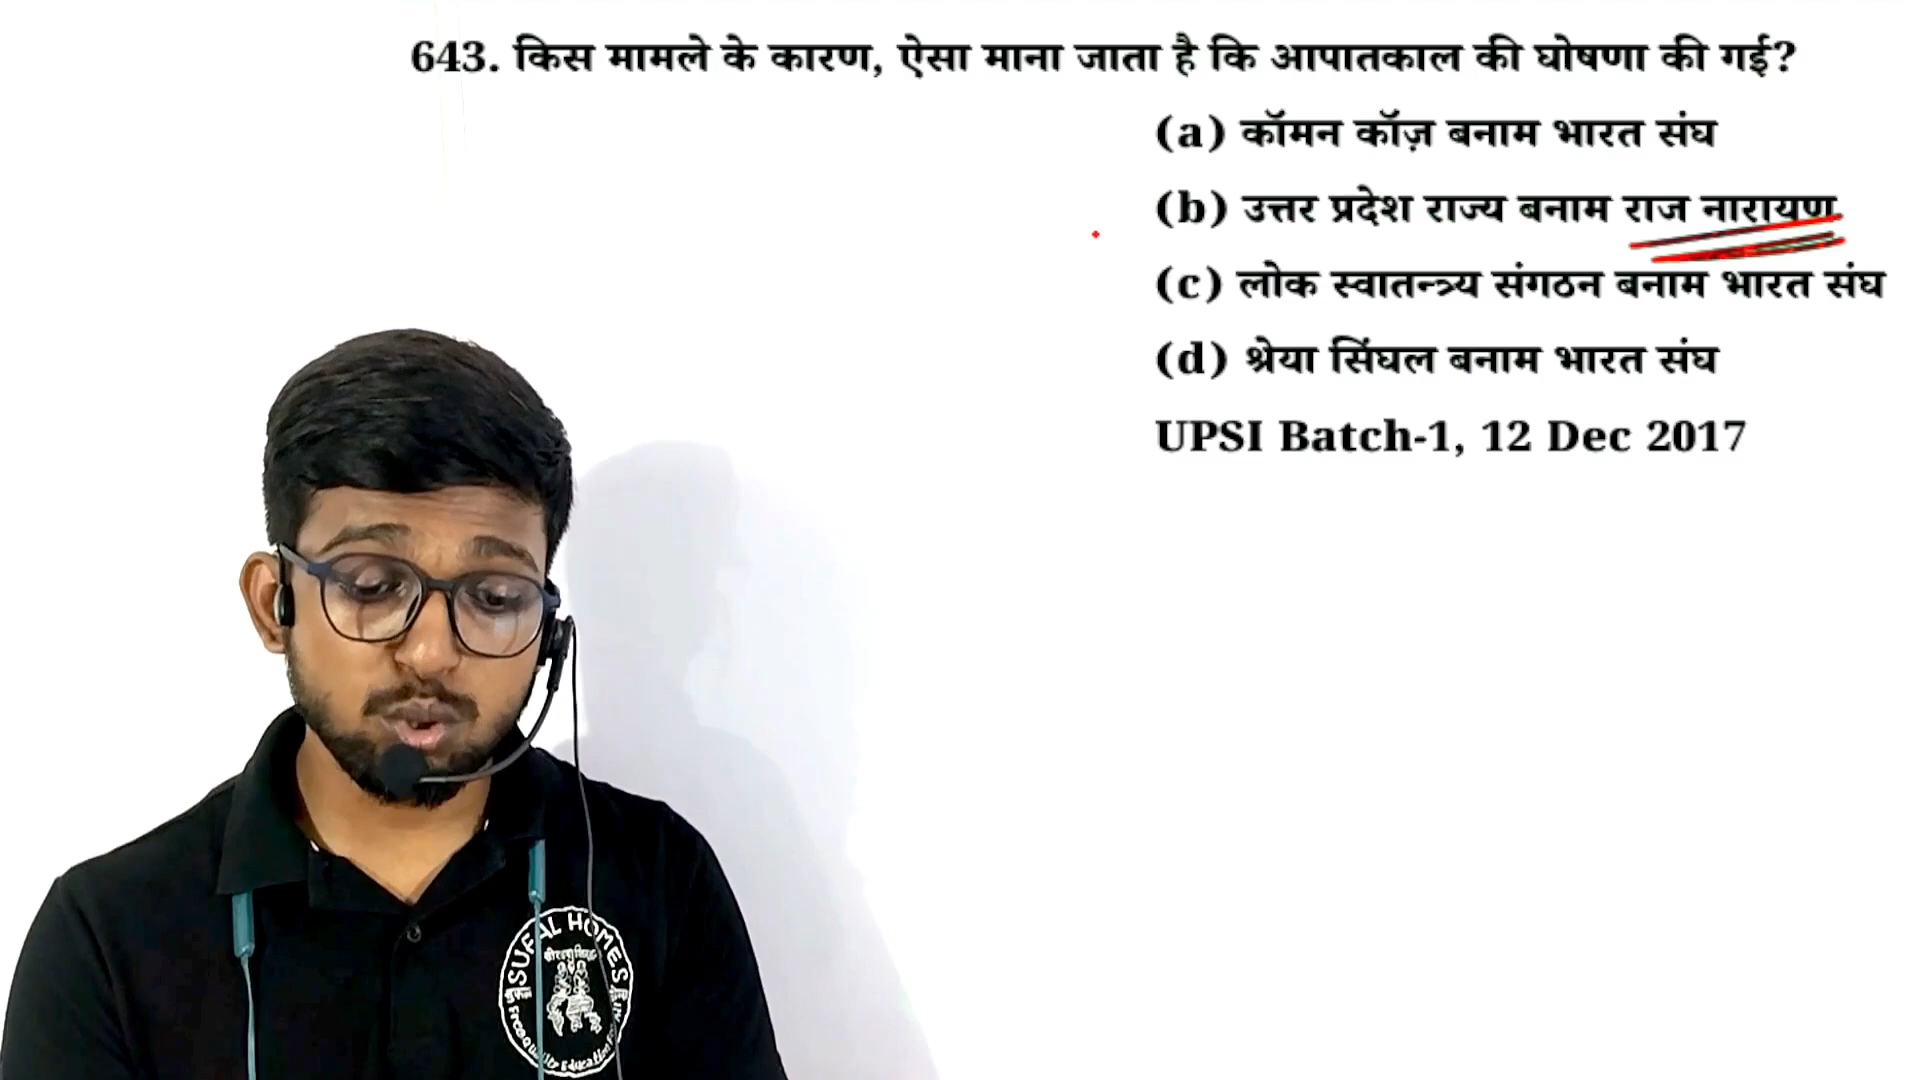 643. किस मामले के कारण, ऐसा माना जाता है कि आपातकाल की घोषणा की गई?
(a) कॉमन कॉज़ बनाम भारत संघ
(b) उत्तर प्रदेश राज्य बनाम राज नारायण
(c) लोक स्वातन्त्र्य संगठन बनाम भारत संघ
(d) श्रेया सिंघल बनाम भारत संघ
UPSI Batch-1, 12 Dec 2017
SUFAL HOMES